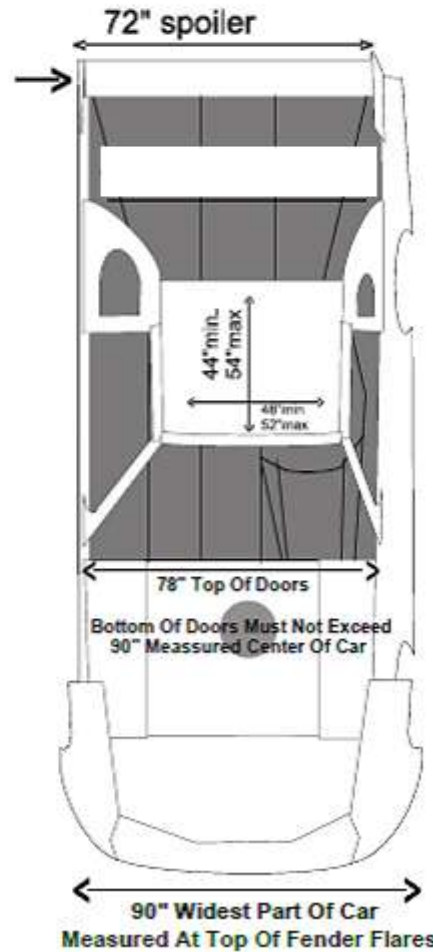 72" spoiler
44"min.
54"max
48"min
52"max
78" Top Of Doors
Bottom Of Doors Must Not Exceed
90" Meassured Center Of Car
90" Widest Part Of Car
Measured At Top Of Fender Flares